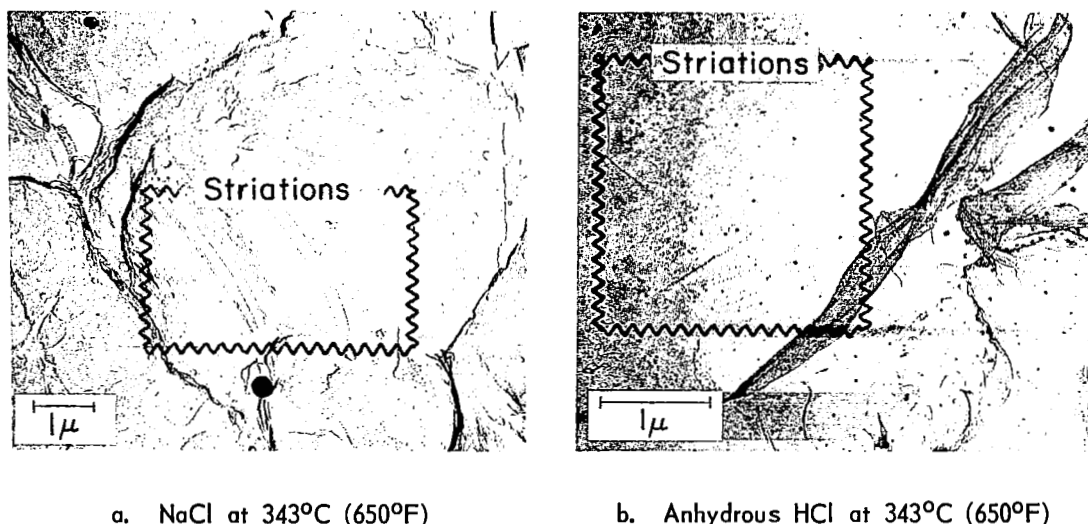 Striations
1μ
Striations
1μ
a. NaCl at 343°C (650°F)
b. Anhydrous HCl at 343°C (650°F)